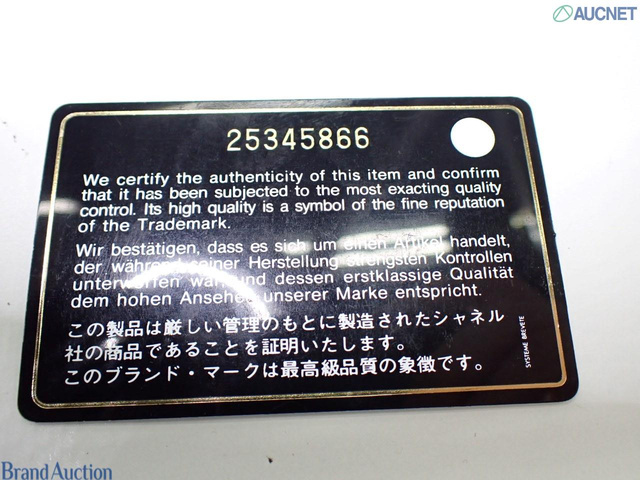 AUCNET
25345866
We certify the authenticity of this item and confirm
that it has been subjected to the most exacting quality
control. Its high quality is a symbol of the fine reputation
of the Trademark.
Wir bestätigen, dass es sich um einen Artikel handelt,
der während seiner Herstellung strengsten Kontrollen
unterworfen war und dessen erstklassige Qualität
dem hohen Ansehen unserer Marke entspricht.
この製品は厳しい管理のもとに製造されたシャネル
社の商品であることを証明いたします。
このブランド・マークは最高級品質の象徴です。
SYSTEME BREVETE
Brand Auction